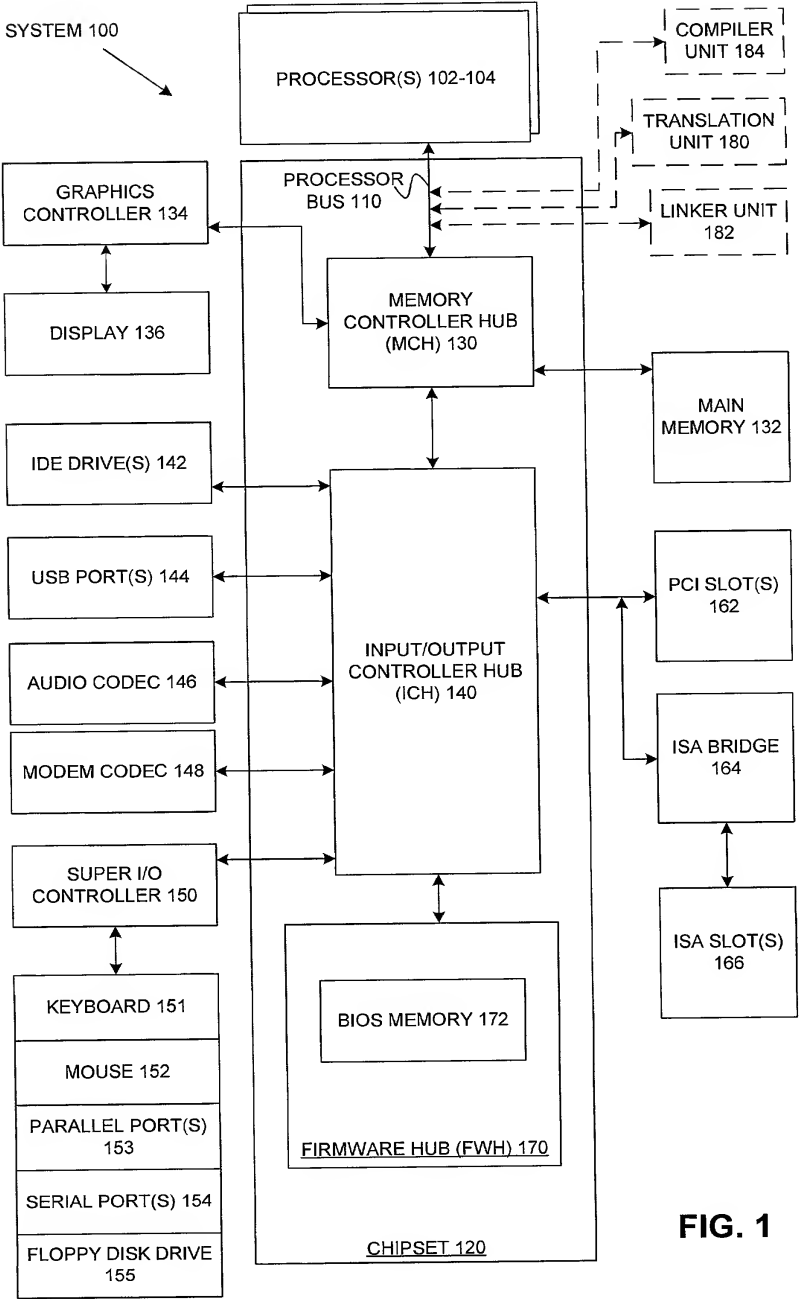 SYSTEM 100
PROCESSOR(S) 102-104
COMPILER
UNIT 184
TRANSLATION
UNIT 180
LINKER UNIT
182
PROCESSOR
BUS 110
GRAPHICS
CONTROLLER 134
DISPLAY 136
MEMORY
CONTROLLER HUB
(MCH) 130
MAIN
MEMORY 132
IDE DRIVE(S) 142
USB PORT(S) 144
AUDIO CODEC 146
MODEM CODEC 148
SUPER I/O
CONTROLLER 150
INPUT/OUTPUT
CONTROLLER HUB
(ICH) 140
PCI SLOT(S)
162
ISA BRIDGE
164
ISA SLOT(S)
166
KEYBOARD 151
MOUSE 152
PARALLEL PORT(S)
153
SERIAL PORT(S) 154
FLOPPY DISK DRIVE
155
BIOS MEMORY 172
FIRMWARE HUB (FWH) 170
CHIPSET 120
FIG. 1